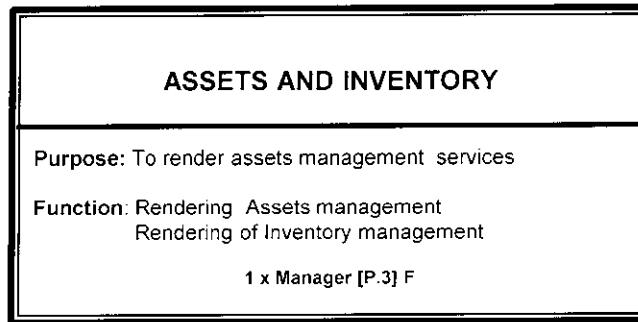 ASSETS AND INVENTORY
Purpose: To render assets management services
Function: Rendering Assets management
Rendering of Inventory management
1 x Manager [P.3] F